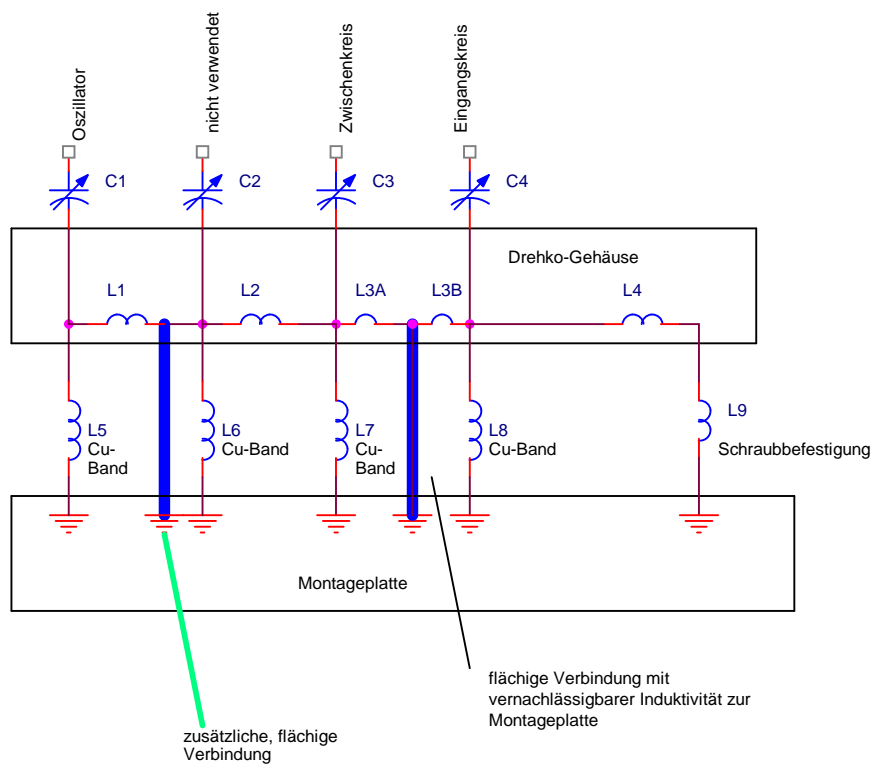 Oszillator
nicht verwendet
Zwischenkreis
Eingangskreis
C1
C2
C3
C4
Drehko-Gehäuse
L1
L2
L3A
L3B
L4
L5
Cu-
Band
L6
Cu-Band
L7
Cu-
Band
L8
Cu-Band
L9
Schraubbefestigung
Montageplatte
flächige Verbindung mit
vernachlässigbarer Induktivität zur
Montageplatte
zusätzliche, flächige
Verbindung